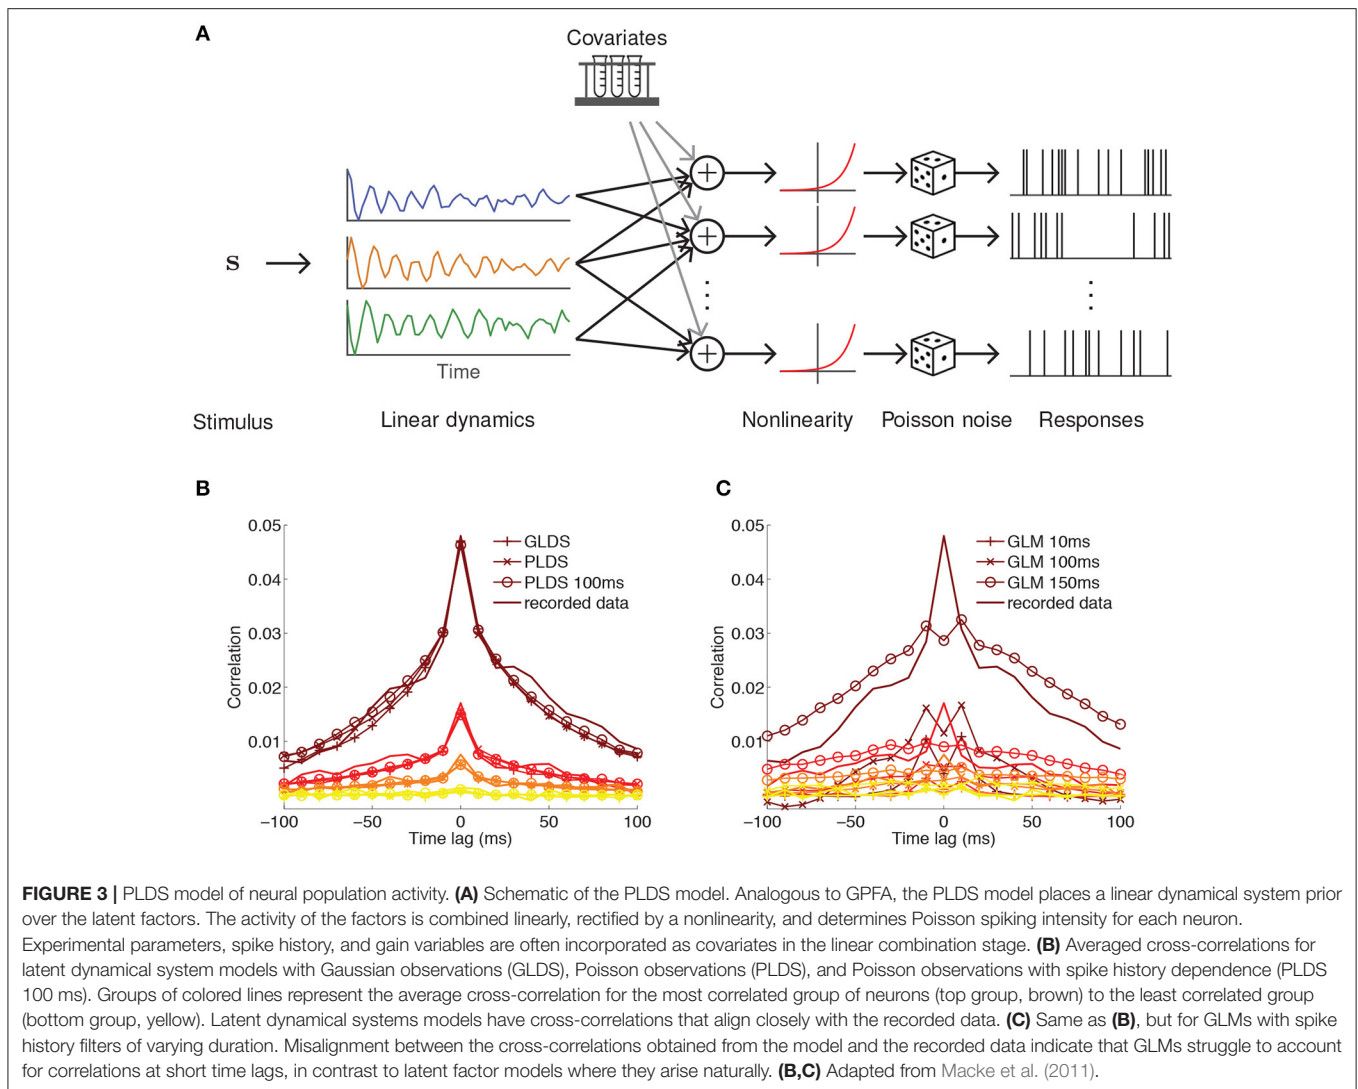 A
Covariates
S
Time
Stimulus
Linear dynamics
Nonlinearity
Poisson noise
Responses
B
0.05
0.04
0.03
0.02
0.01
Correlation
GLDS
PLDS
PLDS 100ms
recorded data
−100
−50
0
50
100
Time lag (ms)
C
0.05
0.04
0.03
0.02
0.01
Correlation
GLM 10ms
GLM 100ms
GLM 150ms
recorded data
−100
−50
0
50
100
Time lag (ms)
FIGURE 3 | PLDS model of neural population activity. (A) Schematic of the PLDS model. Analogous to GPFA, the PLDS model places a linear dynamical system prior
over the latent factors. The activity of the factors is combined linearly, rectified by a nonlinearity, and determines Poisson spiking intensity for each neuron.
Experimental parameters, spike history, and gain variables are often incorporated as covariates in the linear combination stage. (B) Averaged cross-correlations for
latent dynamical system models with Gaussian observations (GLDS), Poisson observations (PLDS), and Poisson observations with spike history dependence (PLDS
100 ms). Groups of colored lines represent the average cross-correlation for the most correlated group of neurons (top group, brown) to the least correlated group
(bottom group, yellow). Latent dynamical systems models have cross-correlations that align closely with the recorded data. (C) Same as (B), but for GLMs with spike
history filters of varying duration. Misalignment between the cross-correlations obtained from the model and the recorded data indicate that GLMs struggle to account
for correlations at short time lags, in contrast to latent factor models where they arise naturally. (B,C) Adapted from Macke et al. (2011).